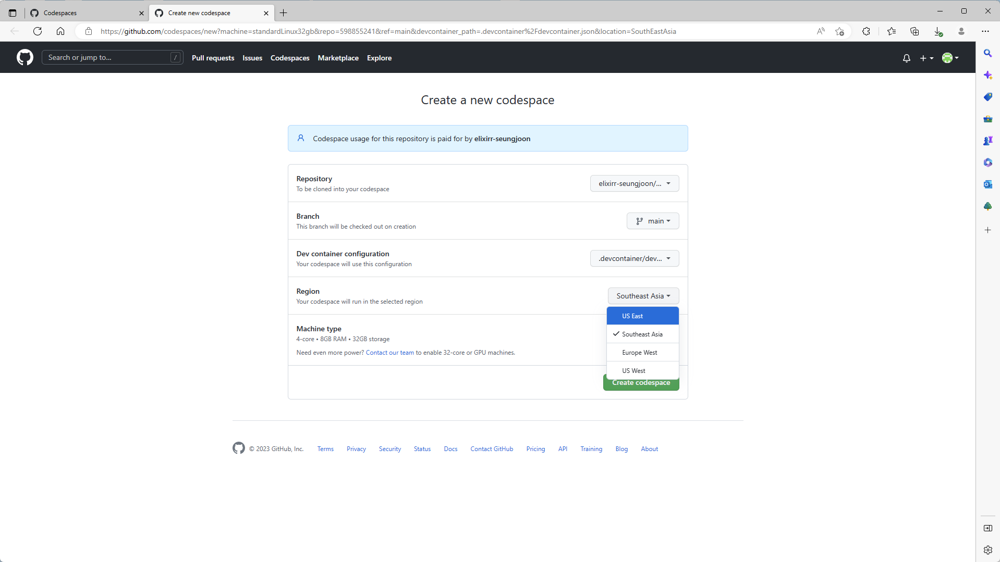 Codespaces
Create new codespace
https://github.com/codespaces/new?machine=standardLinux32gb&repo=598855241&ref=main&devcontainer_path=.devcontainer%2Fdevcontainer.json&location=SouthEastAsia
Search or jump to...
/
Pull requests
Issues
Codespaces
Marketplace
Explore
Create a new codespace
Codespace usage for this repository is paid for by elixirr-seungjoon
Repository
To be cloned into your codespace
elixirr-seungjoon/...
Branch
This branch will be checked out on creation
main
Dev container configuration
Your codespace will use this configuration
.devcontainer/dev...
Region
Your codespace will run in the selected region
Southeast Asia
US East
Southeast Asia
Europe West
US West
Machine type
4-core • 8GB RAM • 32GB storage
Need even more power? Contact our team to enable 32-core or GPU machines.
Create codespace
© 2023 GitHub, Inc.
Terms
Privacy
Security
Status
Docs
Contact GitHub
Pricing
API
Training
Blog
About